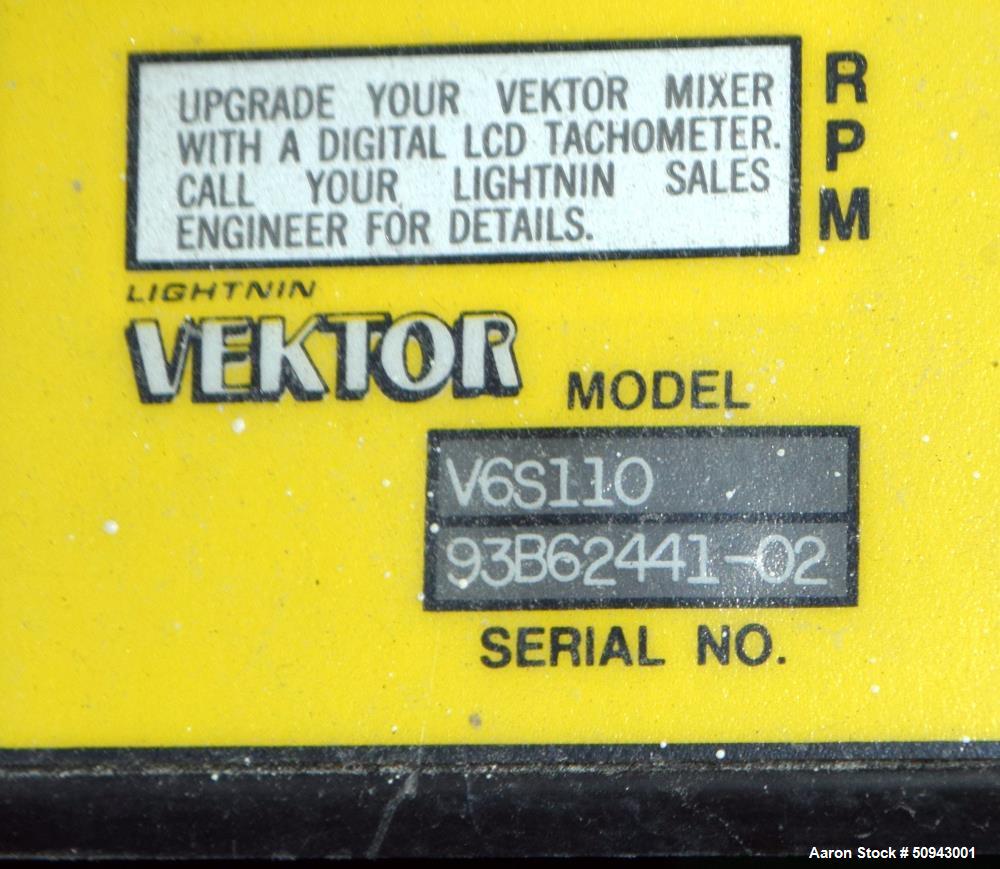 UPGRADE YOUR VEKTOR MIXER
WITH A DIGITAL LCD TACHOMETER.
CALL YOUR LIGHTNIN SALES
ENGINEER FOR DETAILS.
RPM
LIGHTNIN
VEKTOR
MODEL
V6S110
93B62441-02
SERIAL NO.
Aaron Stock # 50943001